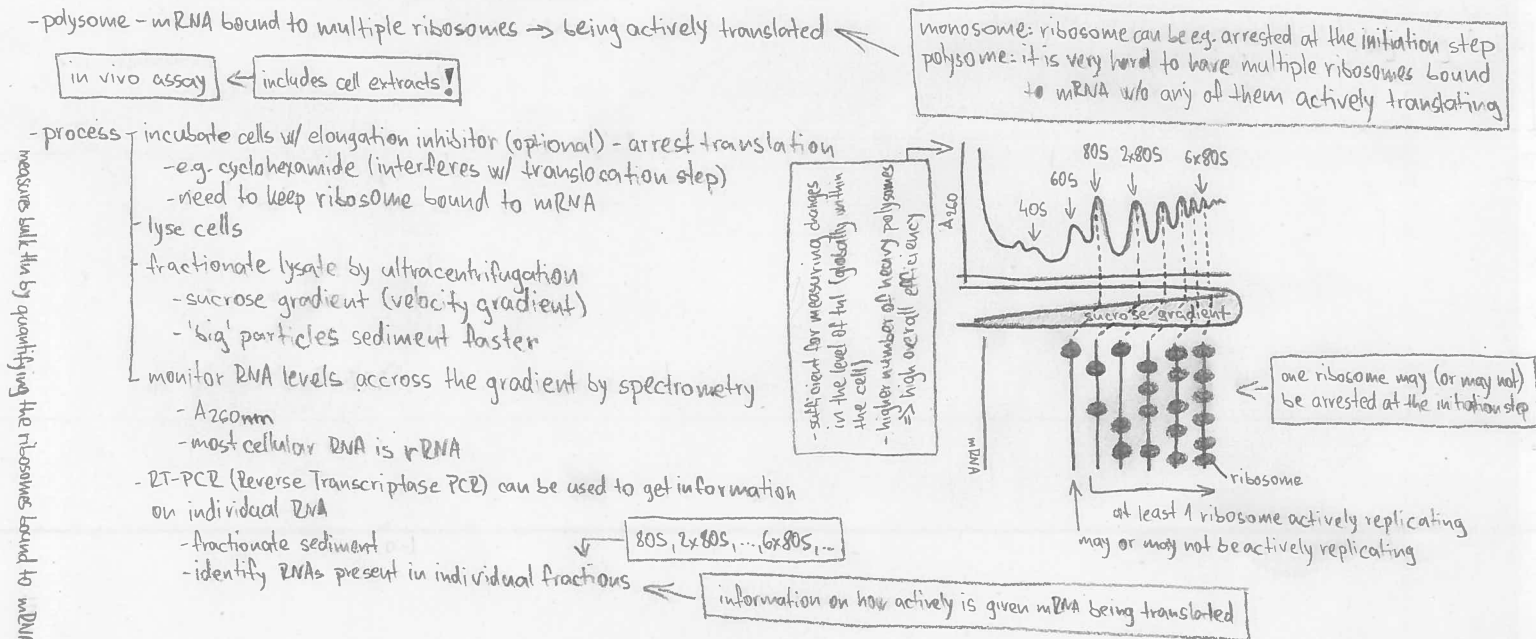 - polysome - mRNA bound to multiple ribosomes → being actively translated
monosome: ribosome can be e.g. arrested at the initiation step
polysome: it is very hard to have multiple ribosomes bound
to mRNA w/o any of them actively translating
in vivo assay ← includes cell extracts!
- process - incubate cells w/ elongation inhibitor (optional) - arrest translation
- e.g. cyclohexamide (interferes w/ translocation step)
- need to keep ribosome bound to mRNA
- lyse cells
- fractionate lysate by ultracentrifugation
- sucrose gradient (velocity gradient)
- 'big' particles sediment faster
- monitor RNA levels accross the gradient by spectrometry
- A260nm
- most cellular RNA is rRNA
- RT-PCR (Reverse Transcriptase PCR) can be used to get information
on individual RNA
- fractionate sediment
- identify RNAs present in individual fractions
80S, 2x80S, ..., 6x80S, ...
information on how actively is given mRNA being translated
measures bulk tln by quantifying the ribosomes bound to mRNA
- sufficient for measuring changes
in the level of tnl (globally within
the cell)
- higher number of heavy polysomes
⇒ high overall efficiency
A260
40S
60S
80S
2x80S
6x80S
sucrose gradient
mRNA
one ribosome may (or may not)
be arrested at the initiation step
ribosome
at least 1 ribosome actively replicating
may or may not be actively replicating